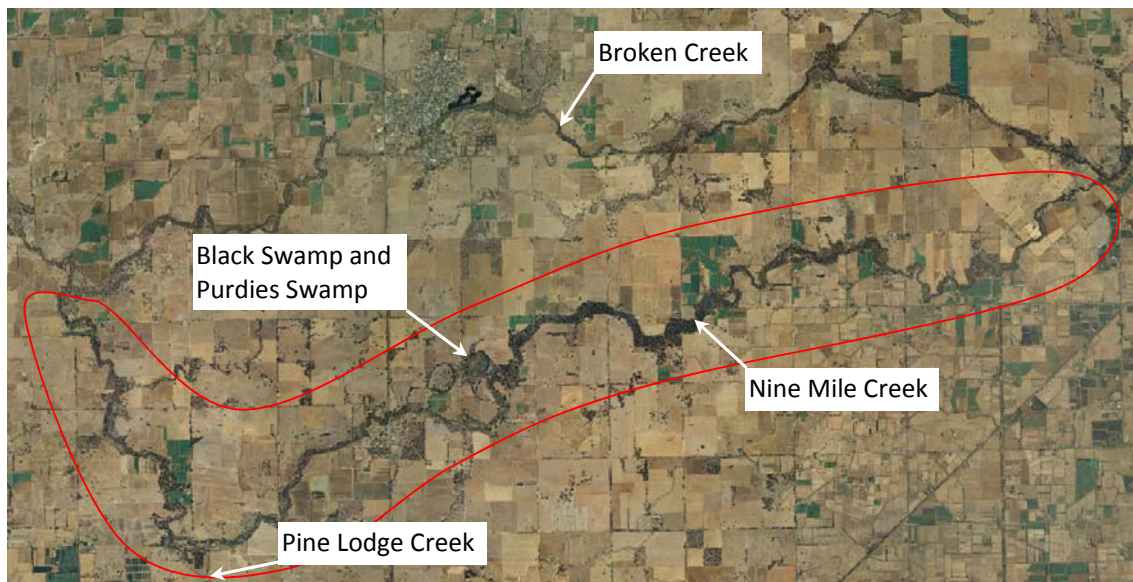 Broken Creek
Black Swamp and
Purdies Swamp
Nine Mile Creek
Pine Lodge Creek